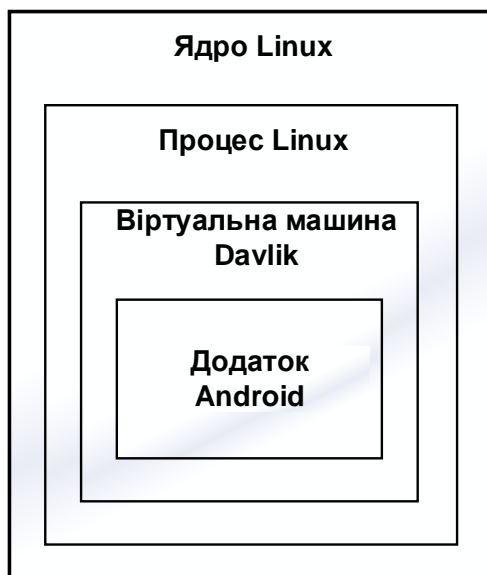 Ядро Linux
Процес Linux
Віртуальна машина
Davlik
Додаток
Android